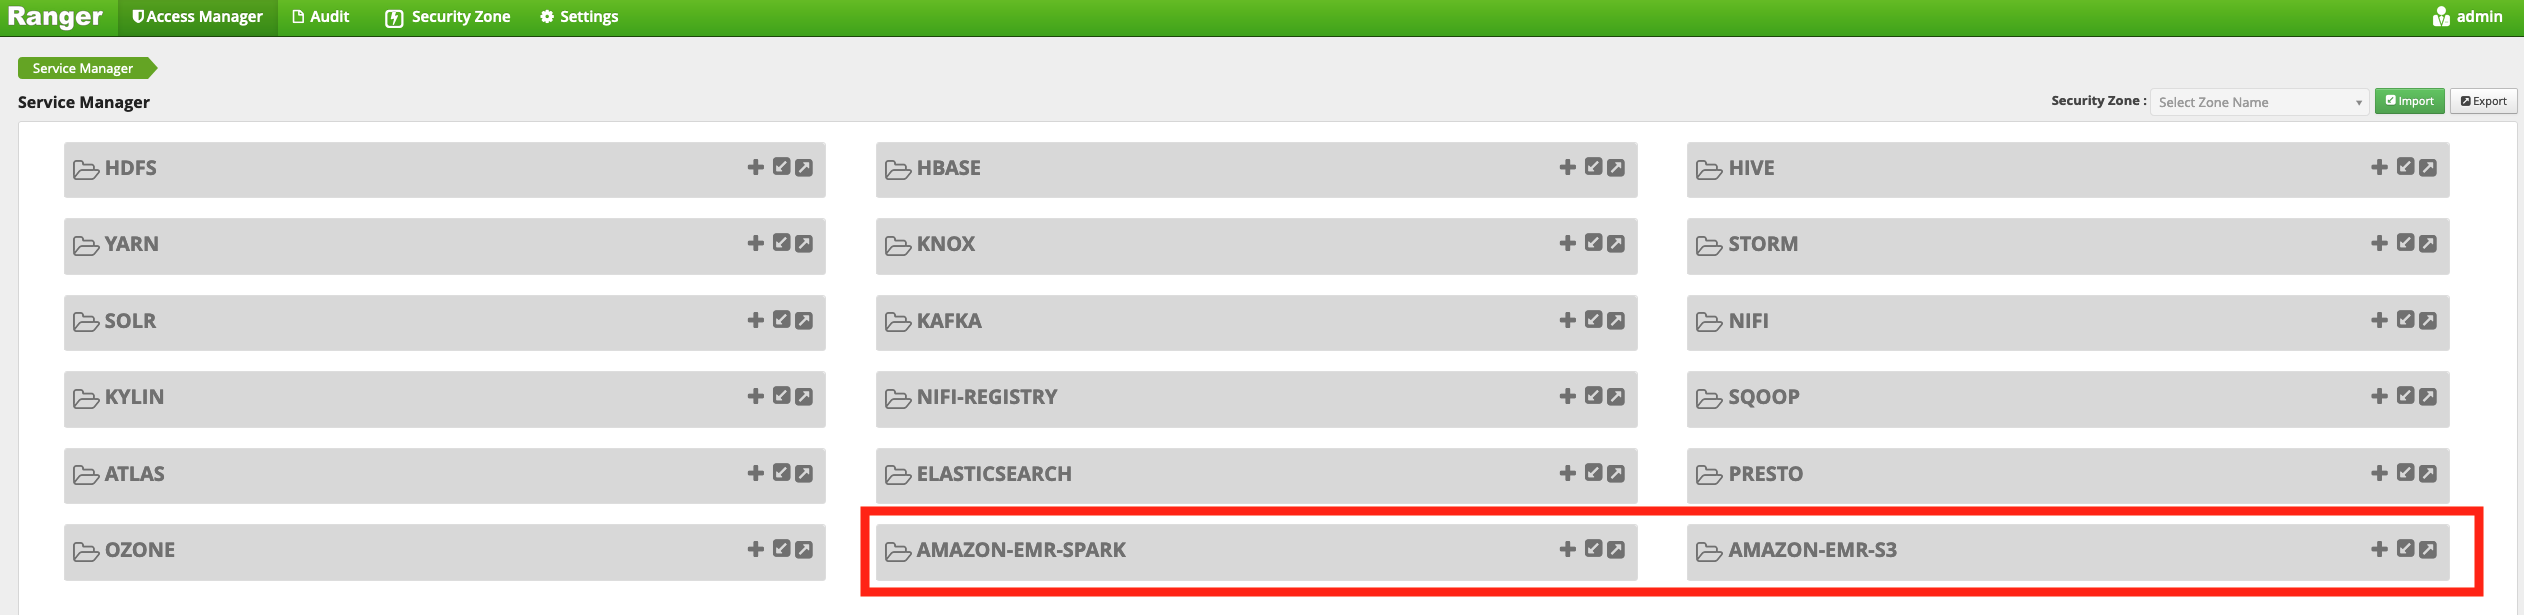 Ranger Access Manager Audit Security Zone Settings admin
Service Manager
Service Manager Security Zone : Select Zone Name Import Export
HDFS HBASE HIVE
YARN KNOX STORM
SOLR KAFKA NIFI
KYLIN NIFI-REGISTRY SQOOP
ATLAS ELASTICSEARCH PRESTO
OZONE AMAZON-EMR-SPARK AMAZON-EMR-S3